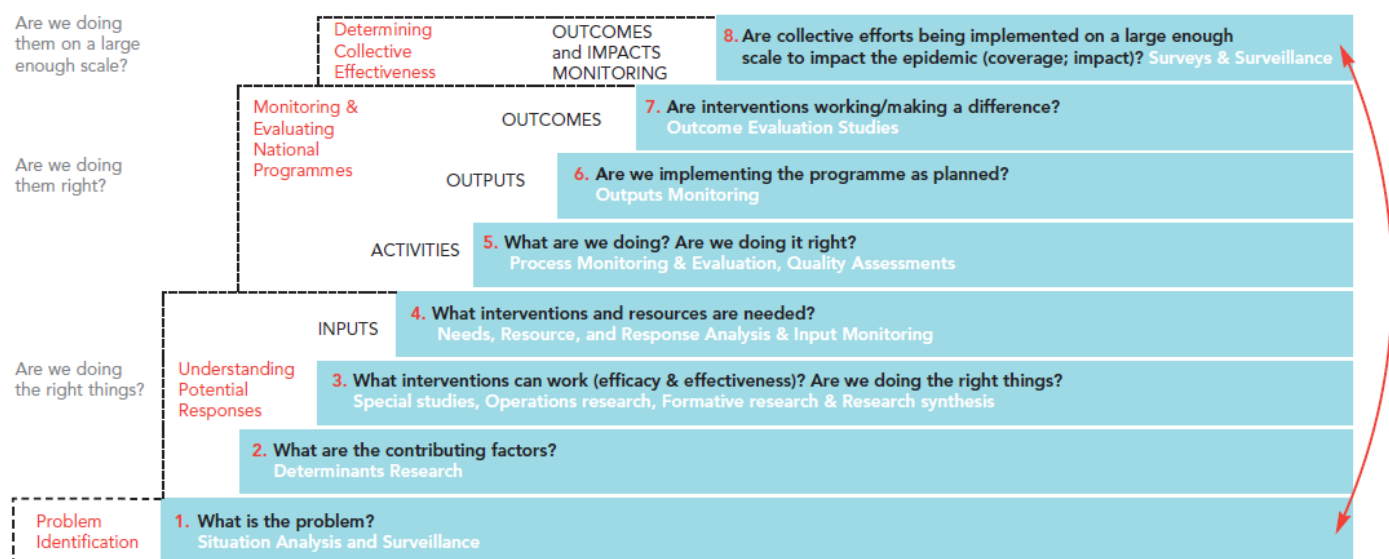 Are we doing
them on a large
enough scale?
Determining
Collective
Effectiveness
OUTCOMES
and IMPACTS
MONITORING
8. Are collective efforts being implemented on a large enough
scale to impact the epidemic (coverage; impact)? Surveys & Surveillance
Monitoring &
Evaluating
National
Programmes
OUTCOMES
7. Are interventions working/making a difference?
Outcome Evaluation Studies
Are we doing
them right?
OUTPUTS
6. Are we implementing the programme as planned?
Outputs Monitoring
ACTIVITIES
5. What are we doing? Are we doing it right?
Process Monitoring & Evaluation, Quality Assessments
INPUTS
4. What interventions and resources are needed?
Needs, Resource, and Response Analysis & Input Monitoring
Are we doing
the right things?
Understanding
Potential
Responses
3. What interventions can work (efficacy & effectiveness)? Are we doing the right things?
Special studies, Operations research, Formative research & Research synthesis
2. What are the contributing factors?
Determinants Research
Problem
Identification
1. What is the problem?
Situation Analysis and Surveillance